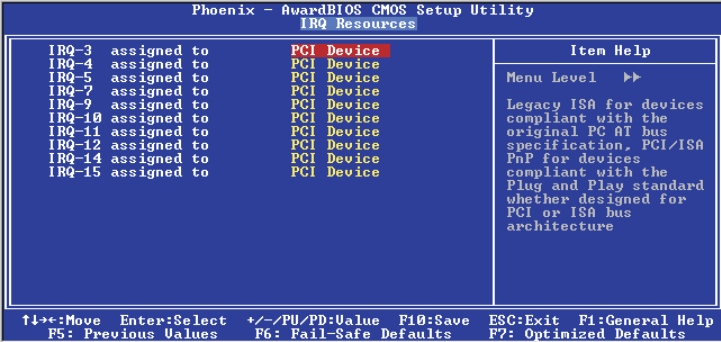 Phoenix - AwardBIOS CMOS Setup Utility
IRQ Resources
IRQ-3 assigned to PCI Device
IRQ-4 assigned to PCI Device
IRQ-5 assigned to PCI Device
IRQ-7 assigned to PCI Device
IRQ-9 assigned to PCI Device
IRQ-10 assigned to PCI Device
IRQ-11 assigned to PCI Device
IRQ-12 assigned to PCI Device
IRQ-14 assigned to PCI Device
IRQ-15 assigned to PCI Device
Item Help
Menu Level ▶▶
Legacy ISA for devices
compliant with the
original PC AT bus
specification, PCI/ISA
PnP for devices
compliant with the
Plug and Play standard
whether designed for
PCI or ISA bus
architecture
↑↓→←:Move Enter:Select +/-/PU/PD:Value F10:Save ESC:Exit F1:General Help
F5: Previous Values F6: Fail-Safe Defaults F7: Optimized Defaults